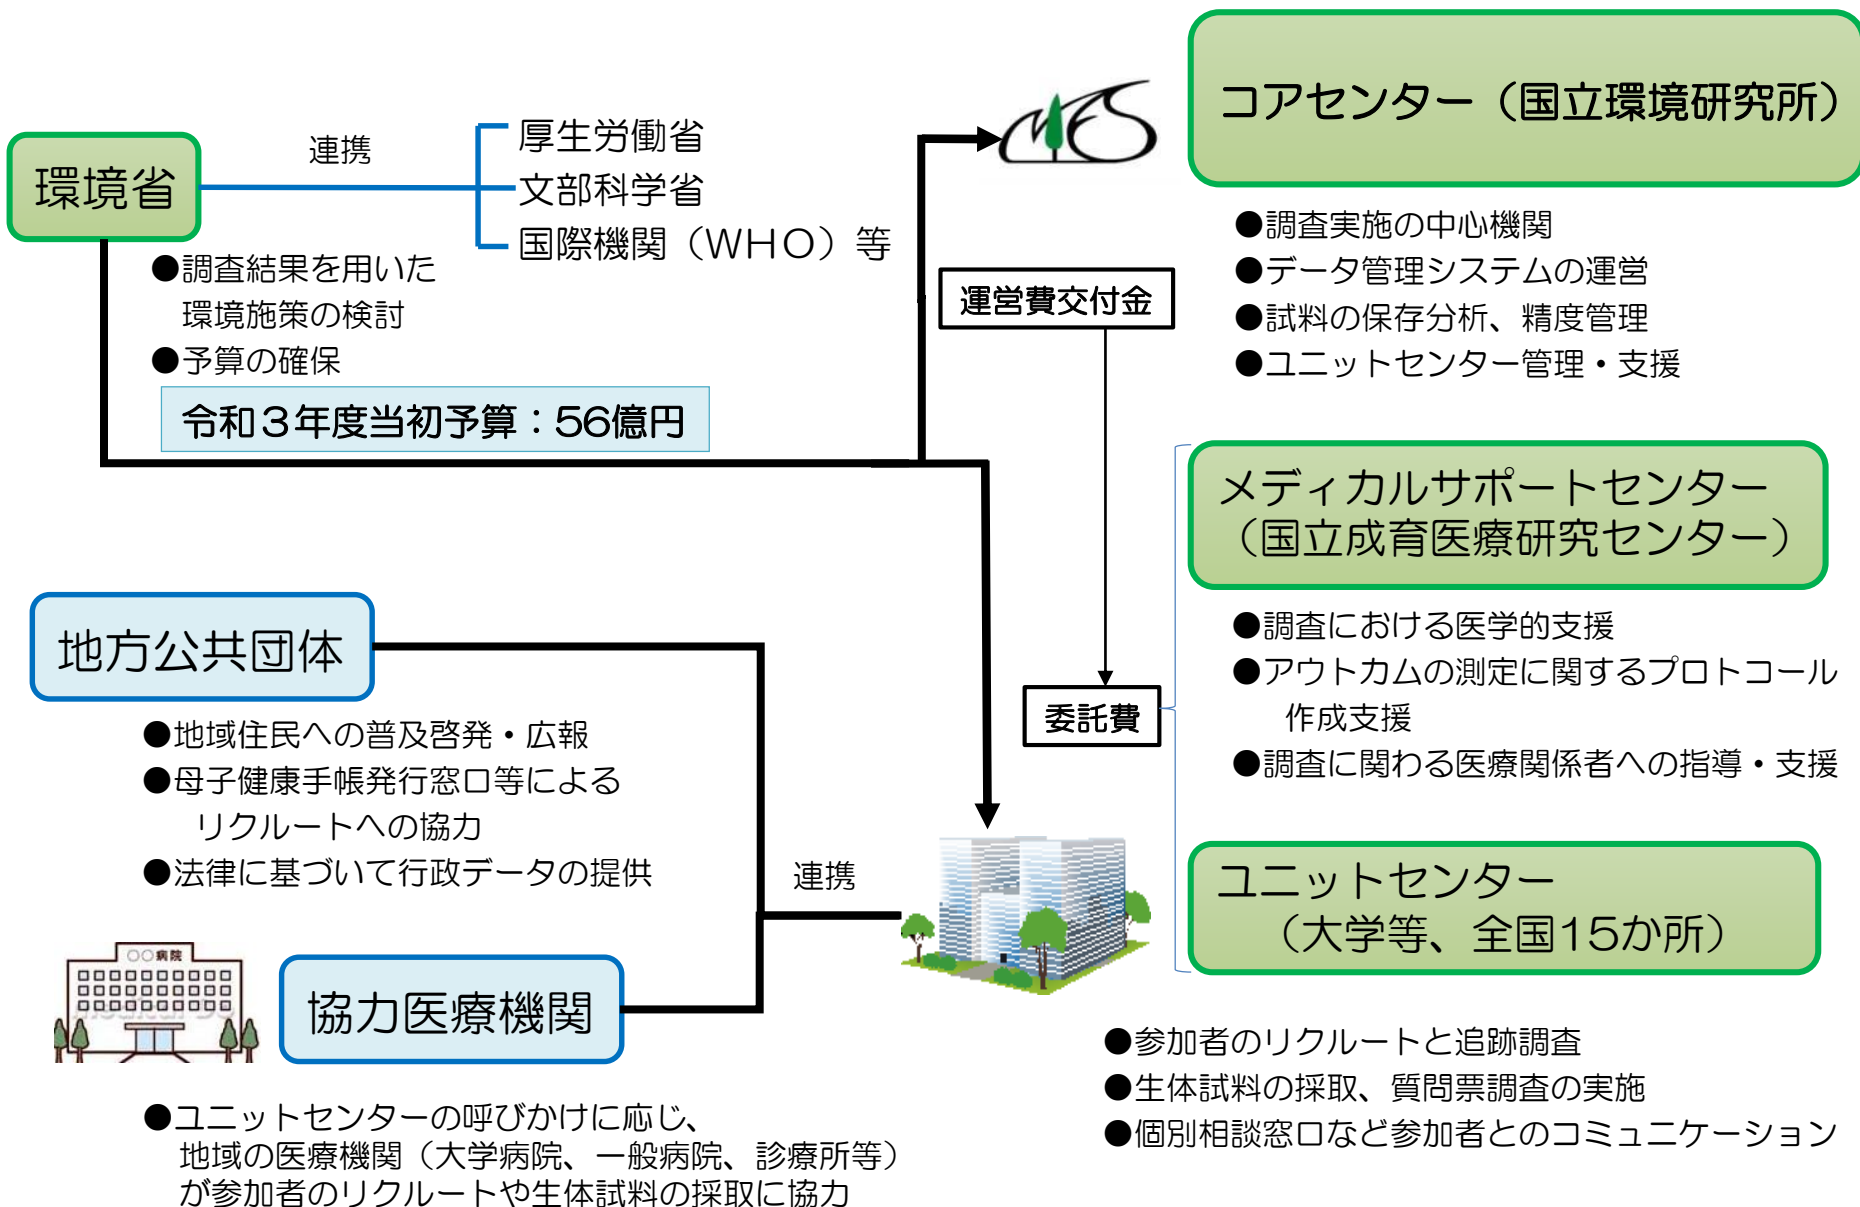 環境省
連携
厚生労働省
文部科学省
国際機関（WHO）等
●調査結果を用いた
環境施策の検討
●予算の確保
令和３年度当初予算：56億円
コアセンター（国立環境研究所）
●調査実施の中心機関
●データ管理システムの運営
●試料の保存分析、精度管理
●ユニットセンター管理・支援
運営費交付金
委託費
メディカルサポートセンター
（国立成育医療研究センター）
●調査における医学的支援
●アウトカムの測定に関するプロトコール
作成支援
●調査に関わる医療関係者への指導・支援
地方公共団体
●地域住民への普及啓発・広報
●母子健康手帳発行窓口等による
リクルートへの協力
●法律に基づいて行政データの提供
連携
ユニットセンター
（大学等、全国15か所）
●参加者のリクルートと追跡調査
●生体試料の採取、質問票調査の実施
●個別相談窓口など参加者とのコミュニケーション
〇〇病院
協力医療機関
●ユニットセンターの呼びかけに応じ、
地域の医療機関（大学病院、一般病院、診療所等）
が参加者のリクルートや生体試料の採取に協力